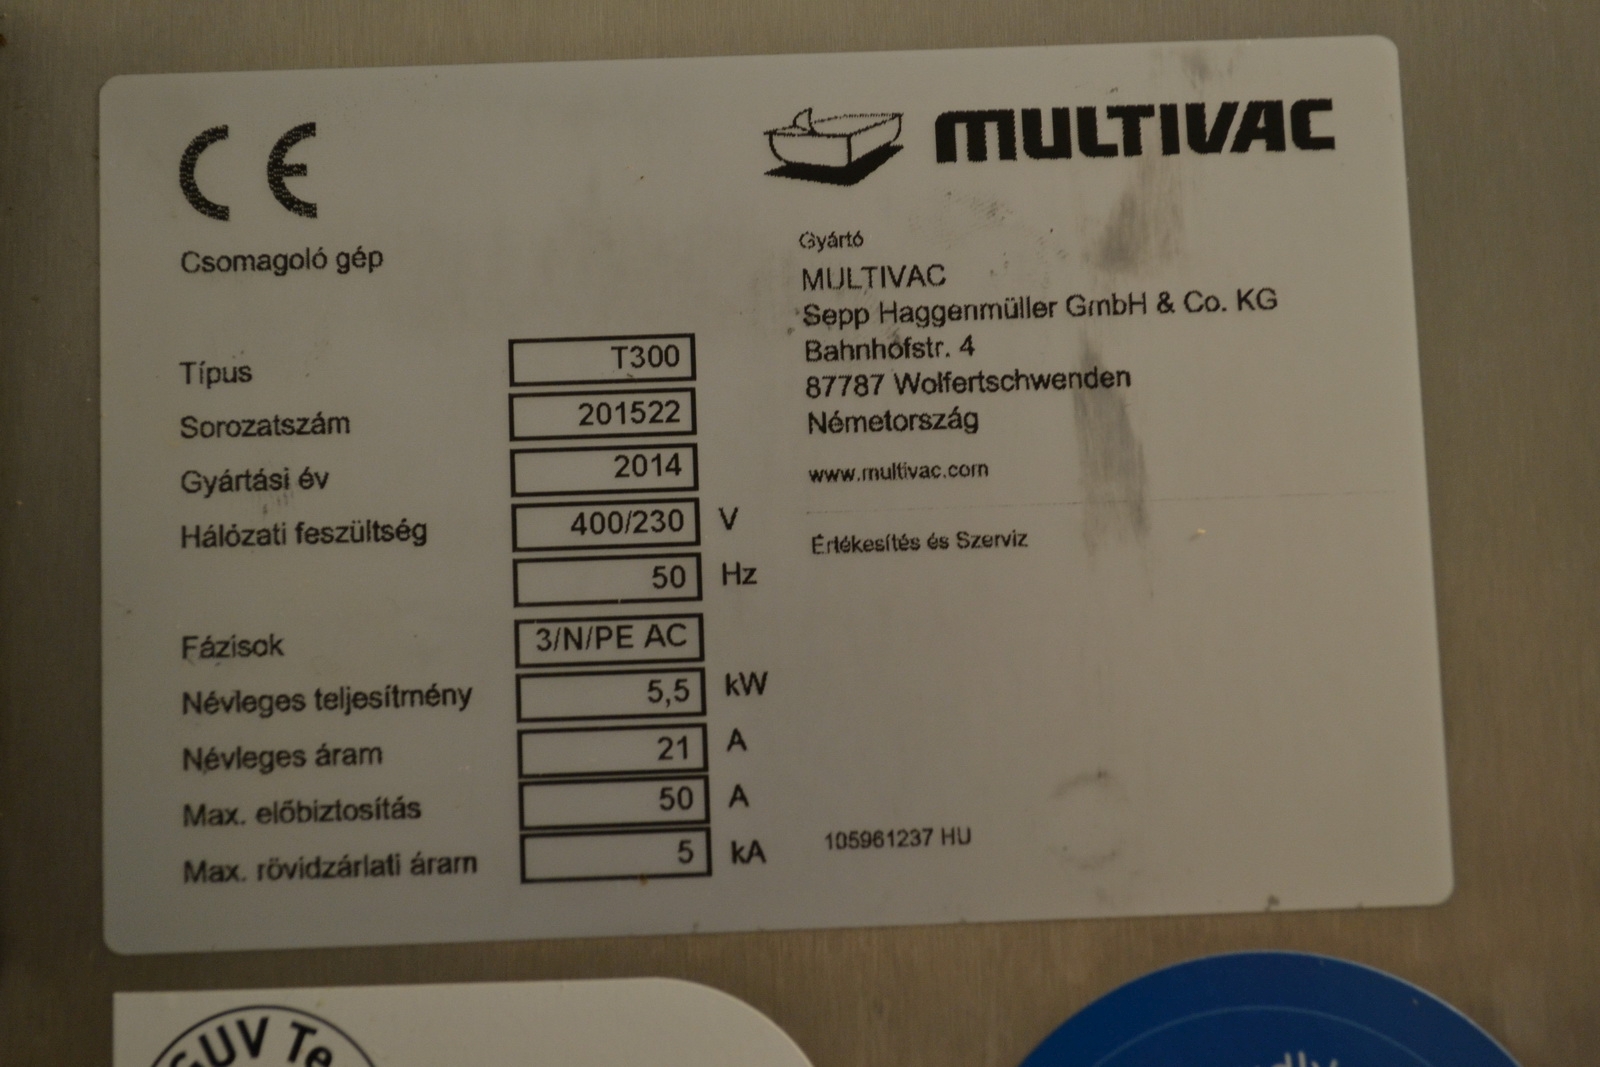 CE
MULTIVAC
Csomagoló gép
Típus T300
Sorozatszám 201522
Gyártási év 2014
Hálózati feszültség 400/230 V
50 Hz
Fázisok 3/N/PE AC
Névleges teljesítmény 5,5 kW
Névleges áram 21 A
Max. előbiztosítás 50 A
Max. rövidzárlati áram 5 kA
Gyártó
MULTIVAC
Sepp Haggenmüller GmbH & Co. KG
Bahnhofstr. 4
87787 Wolfertschwenden
Németország
www.multivac.com
Értékesítés és Szerviz
105961237 HU
GUV Te